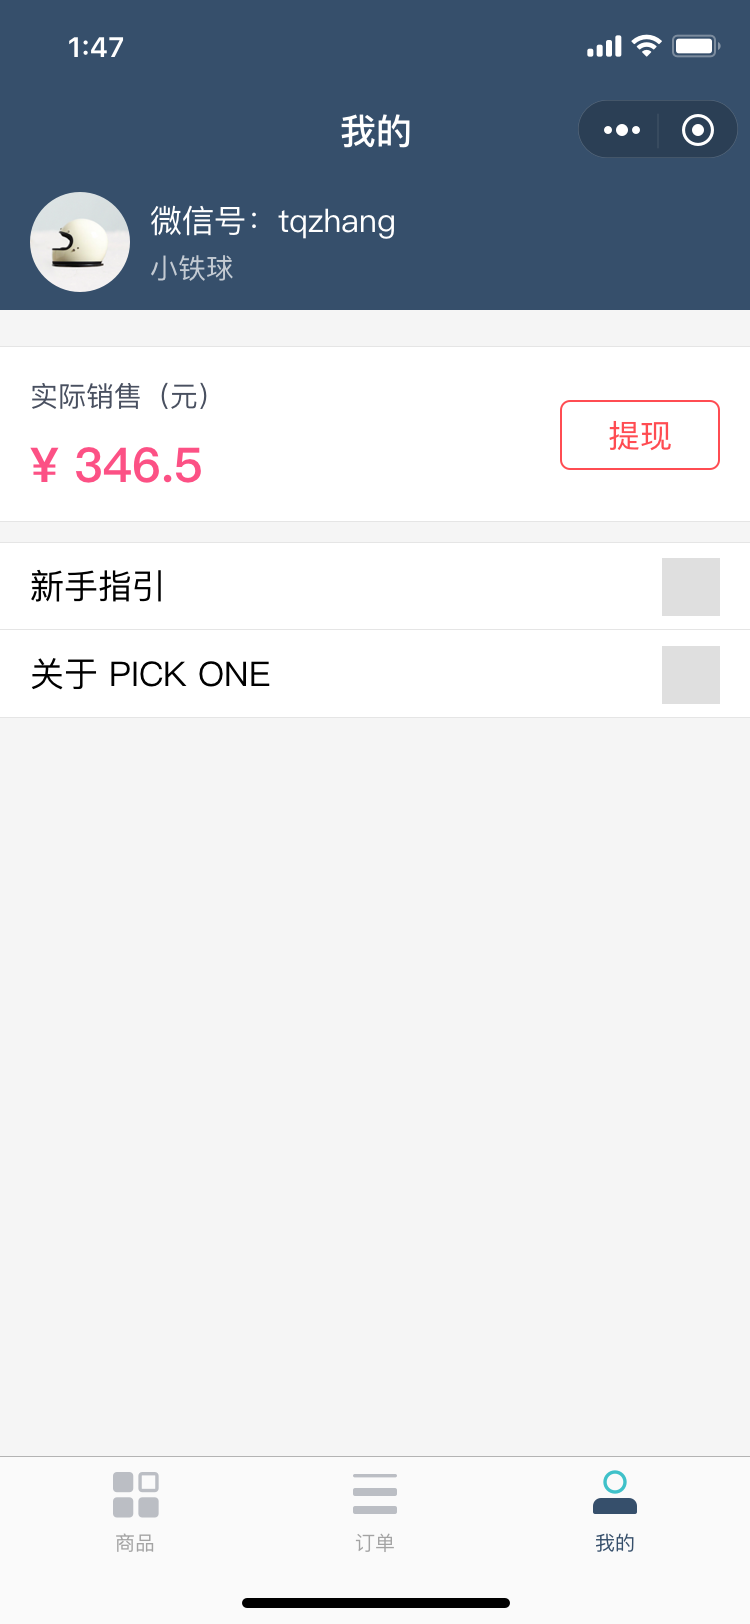 1:47
我的
微信号：tqzhang
小铁球
实际销售（元）
¥ 346.5
提现
新手指引
关于 PICK ONE
商品
订单
我的